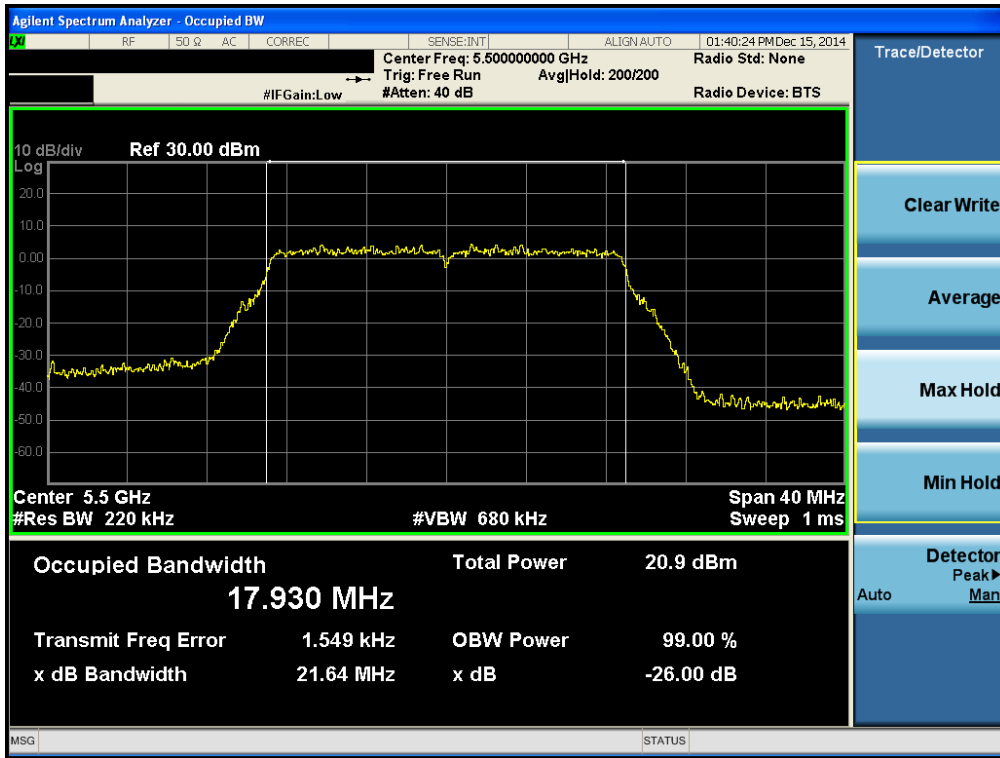 Agilent Spectrum Analyzer - Occupied BW
LXI RF 50 Ω AC CORREC SENSE:INT ALIGN AUTO 01:40:24 PM Dec 15, 2014
Center Freq: 5.500000000 GHz Radio Std: None
Trig: Free Run Avg|Hold: 200/200
#IFGain:Low #Atten: 40 dB Radio Device: BTS
10 dB/div Ref 30.00 dBm
Log
20.0
10.0
0.00
-10.0
-20.0
-30.0
-40.0
-50.0
-60.0
Center 5.5 GHz Span 40 MHz
#Res BW 220 kHz #VBW 680 kHz Sweep 1 ms
Occupied Bandwidth Total Power 20.9 dBm
17.930 MHz
Transmit Freq Error 1.549 kHz OBW Power 99.00 %
x dB Bandwidth 21.64 MHz x dB -26.00 dB
MSG STATUS
Trace/Detector
Clear Write
Average
Max Hold
Min Hold
Detector
Peak▶
Auto Man